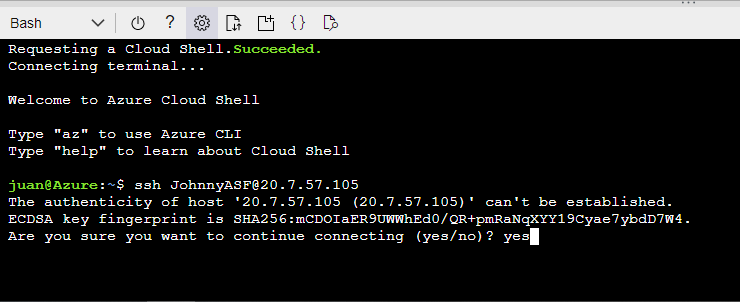 Bash
Requesting a Cloud Shell.Succeeded.
Connecting terminal...
Welcome to Azure Cloud Shell
Type "az" to use Azure CLI
Type "help" to learn about Cloud Shell
juan@Azure:~$ ssh JohnnyASF@20.7.57.105
The authenticity of host '20.7.57.105 (20.7.57.105)' can't be established.
ECDSA key fingerprint is SHA256:mCDOIaER9UWWhEd0/QR+pmRaNqXYY19Cyae7ybdD7W4.
Are you sure you want to continue connecting (yes/no)? yes